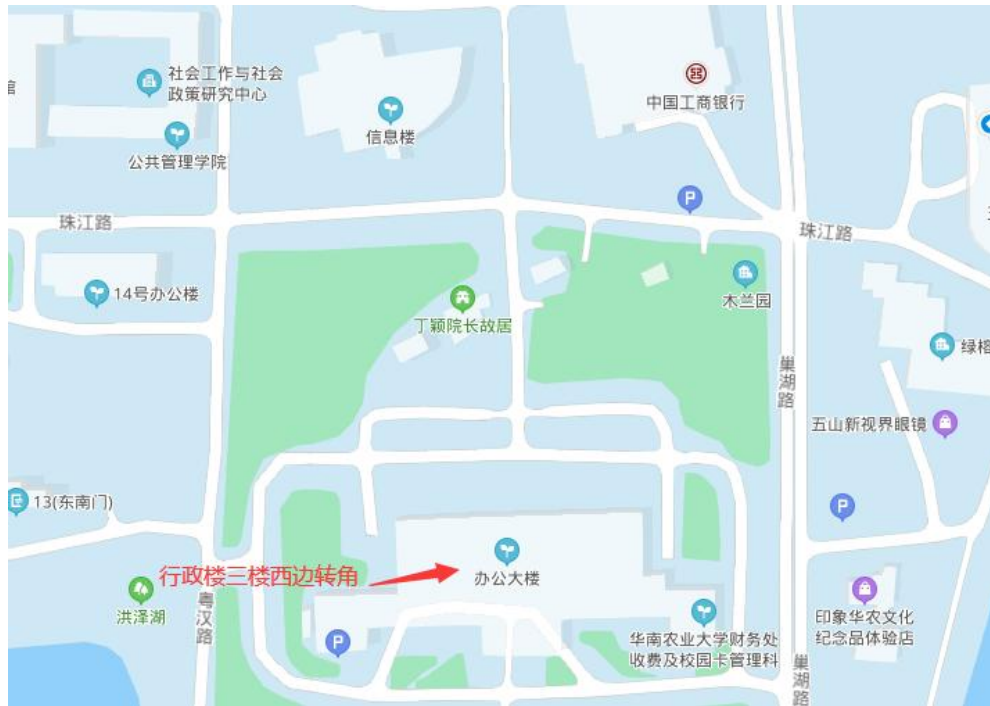 社会工作与社会
政策研究中心
馆
信息楼
公共管理学院
中国工商银行
P
珠江路
珠江路
14号办公楼
丁颖院长故居
木兰园
绿榕
巢湖路
五山新视界眼镜
13(东南门)
P
办公大楼
行政楼三楼西边转角
洪泽湖
粤汉路
P
华南农业大学财务处
收费及校园卡管理科
印象华农文化
纪念品体验店
巢湖路